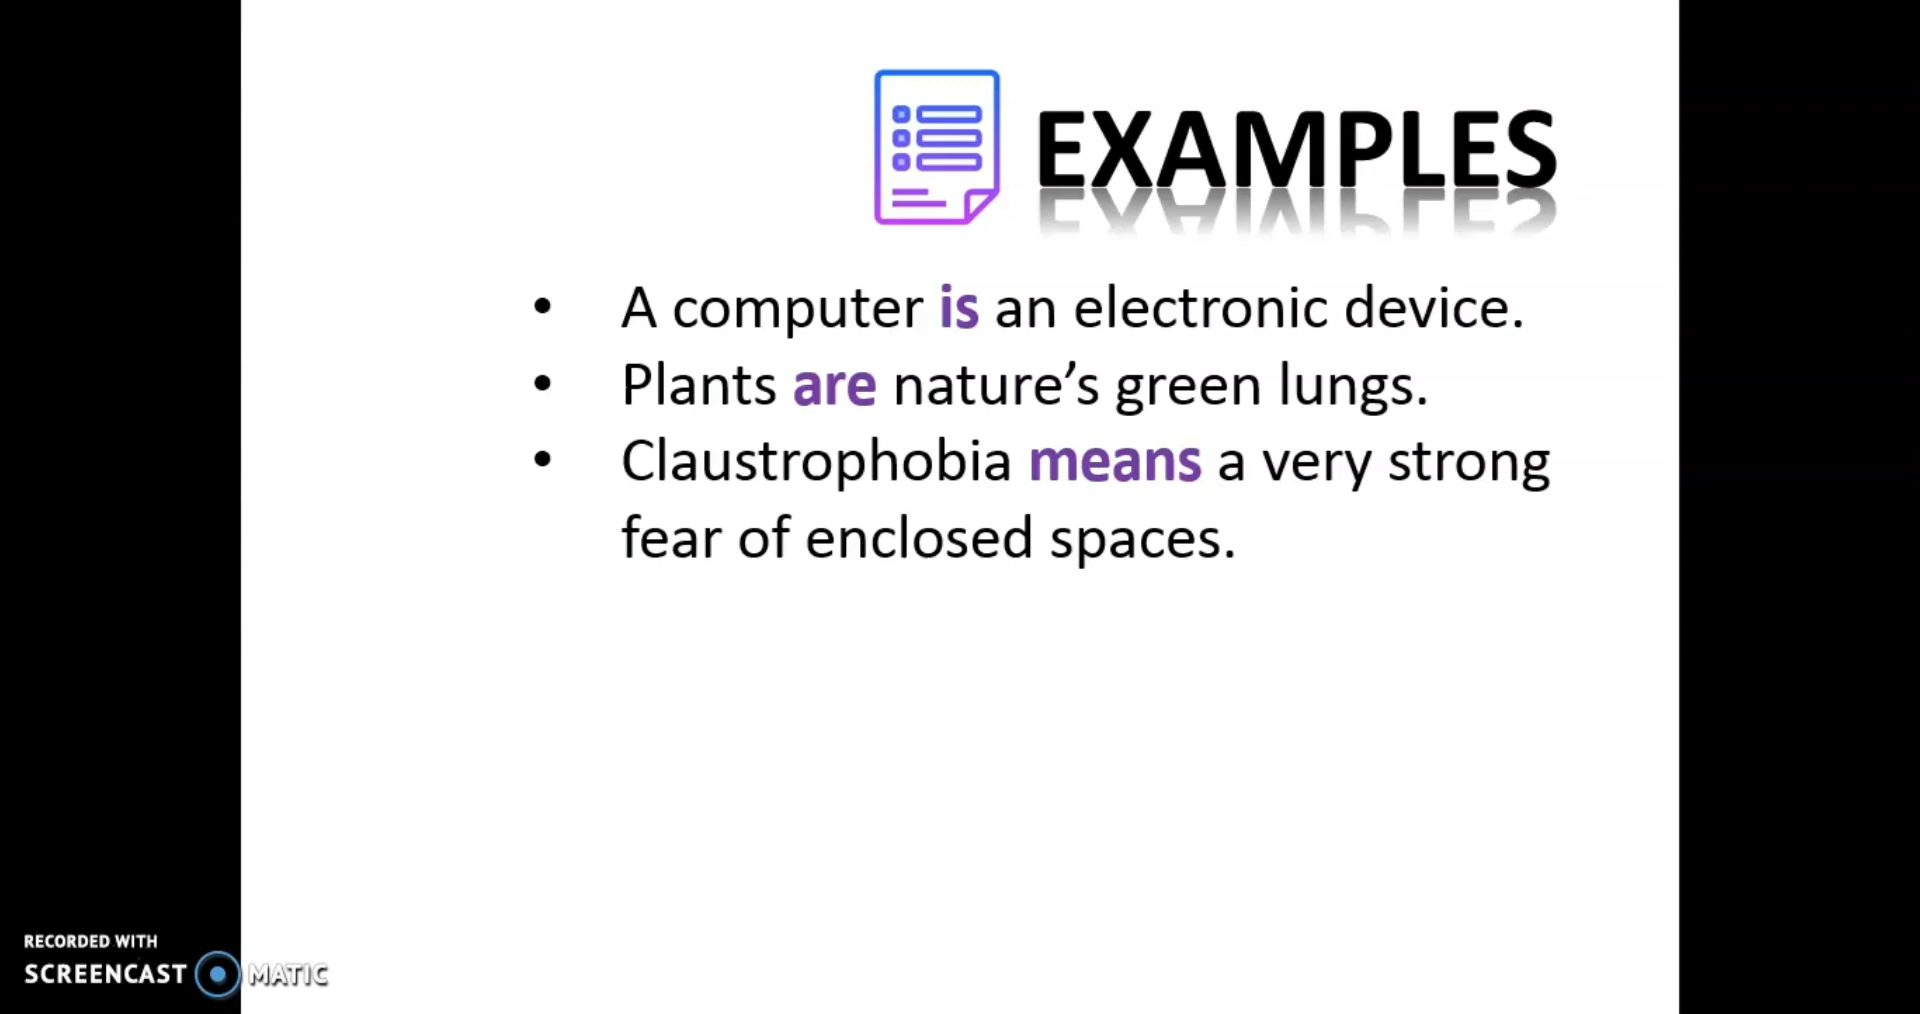 EXAMPLES
• A computer is an electronic device.
• Plants are nature’s green lungs.
• Claustrophobia means a very strong
fear of enclosed spaces.
RECORDED WITH
SCREENCAST MATIC